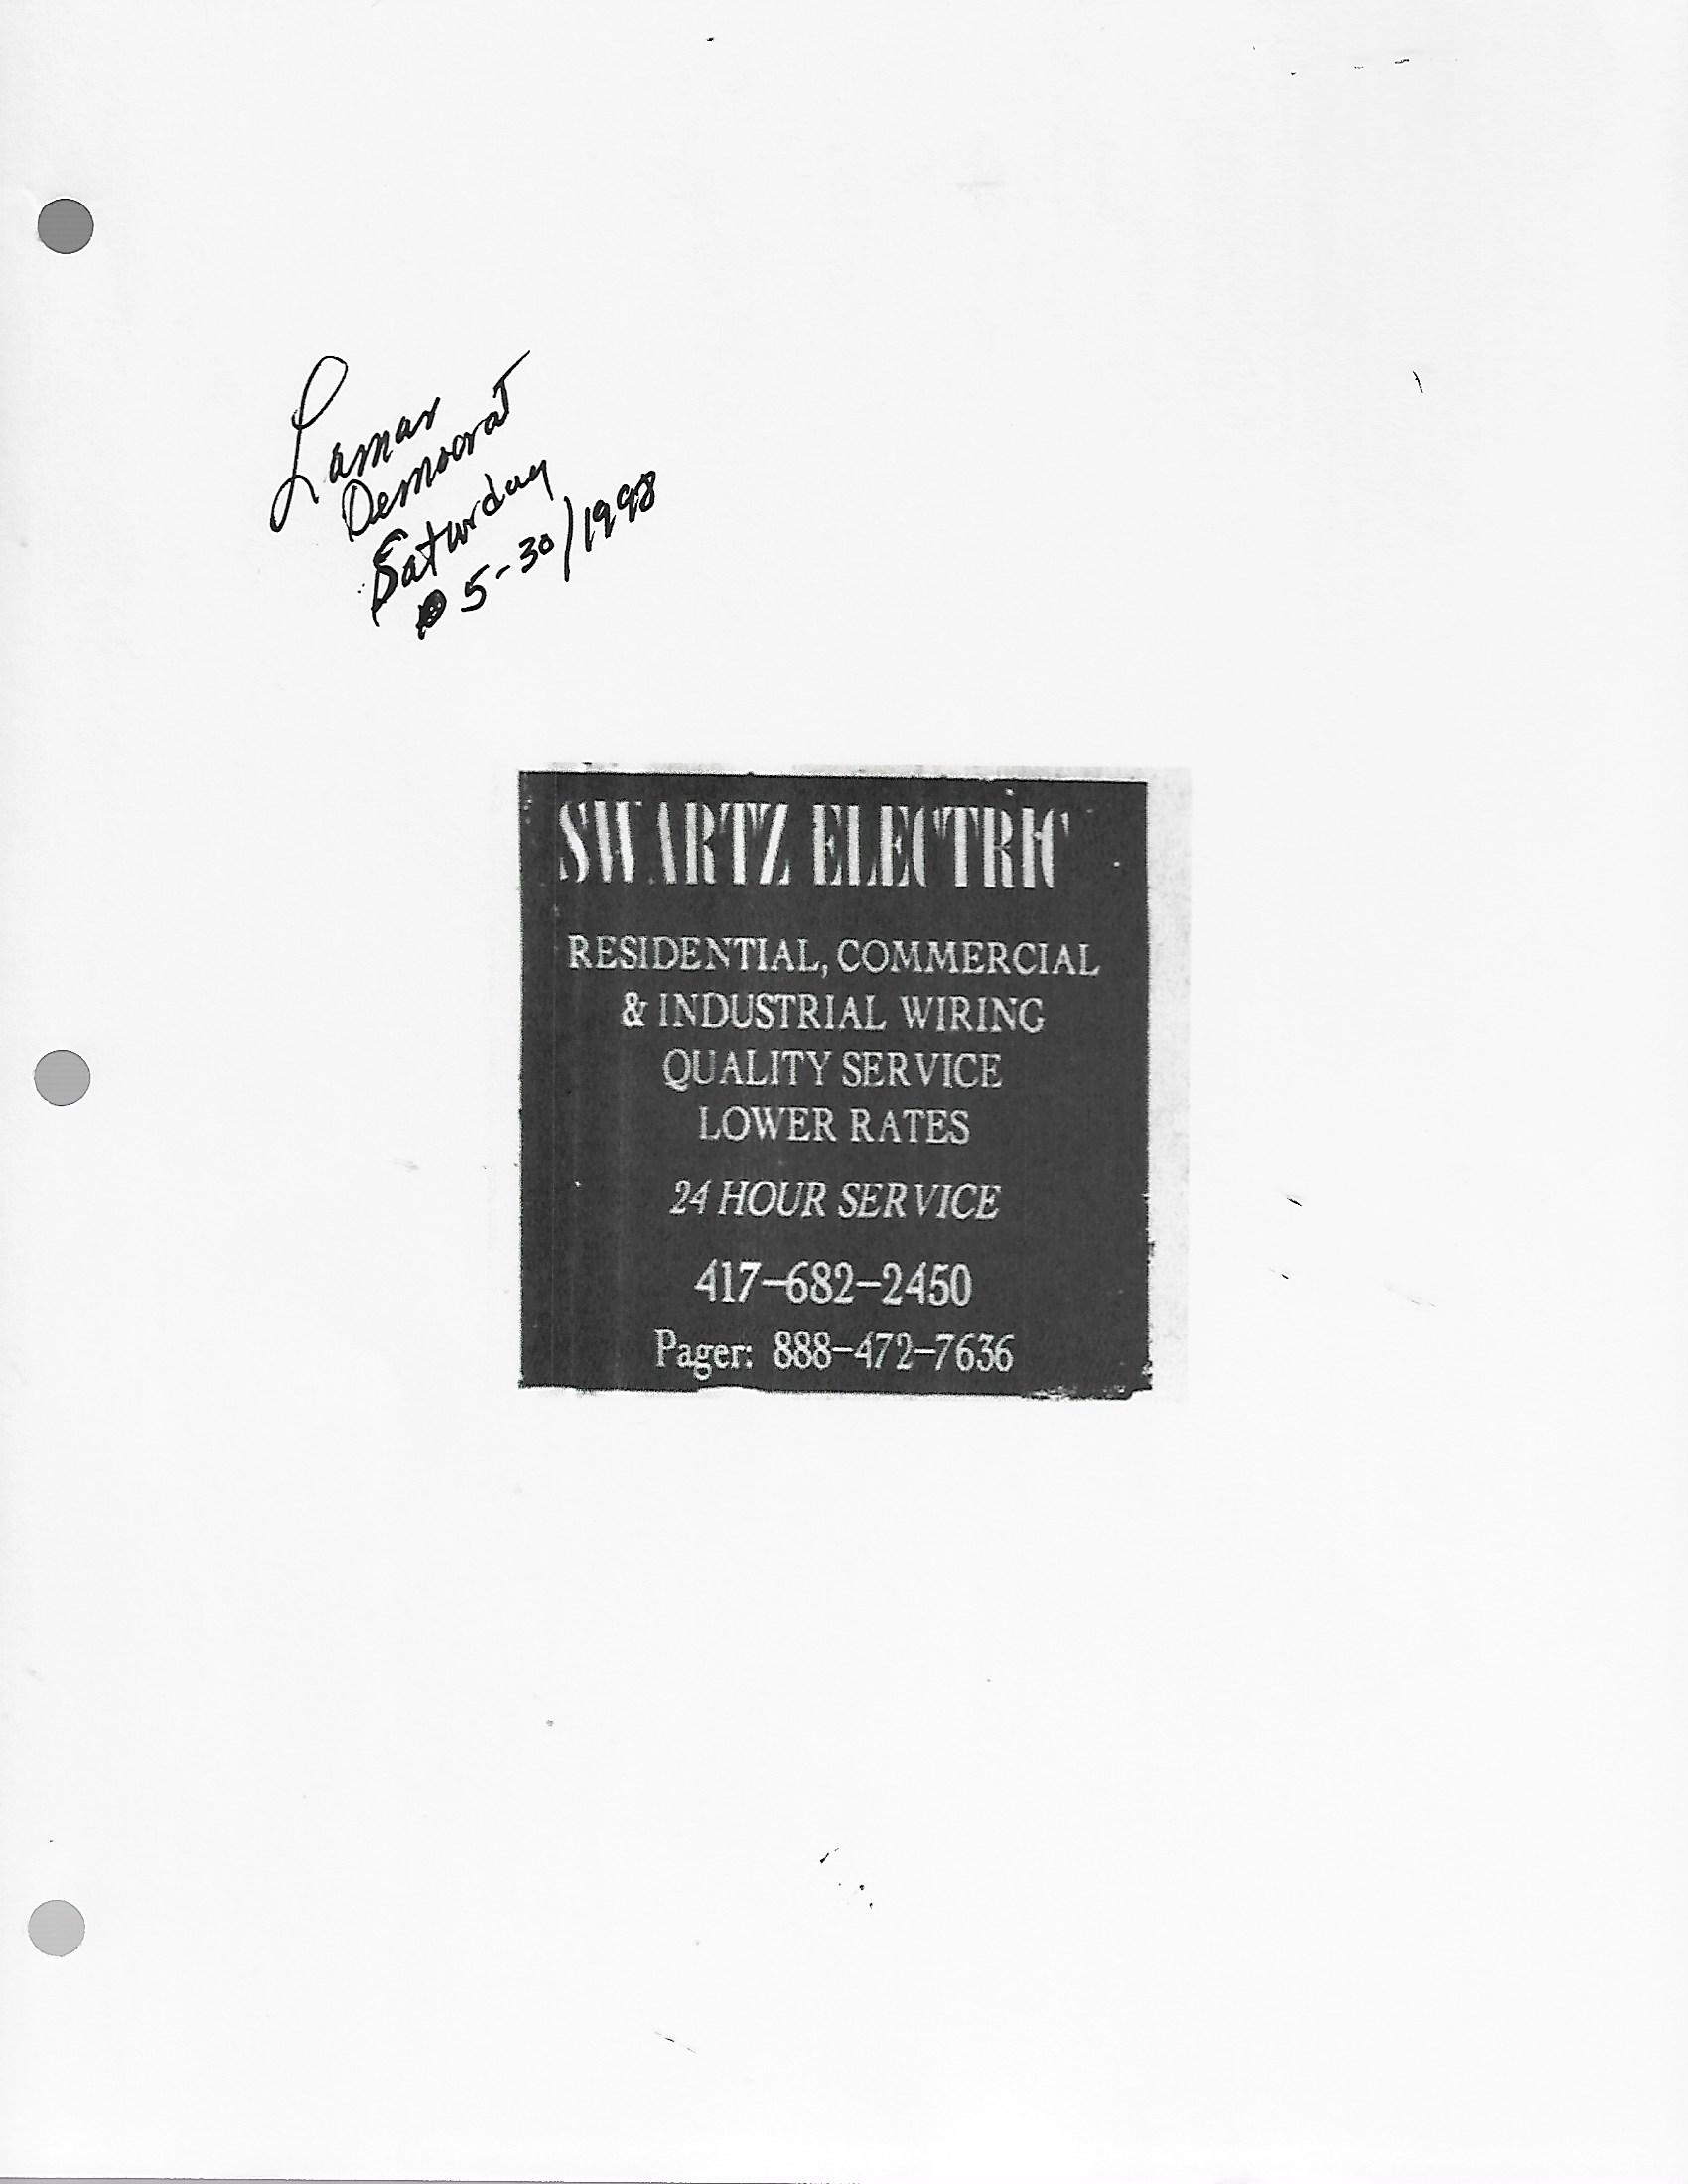 Lamar
Democrat
Saturday
5-30/1998
SWARTZ ELECTRIC
RESIDENTIAL, COMMERCIAL
& INDUSTRIAL WIRING
QUALITY SERVICE
LOWER RATES
24 HOUR SERVICE
417-682-2450
Pager: 888-472-7636